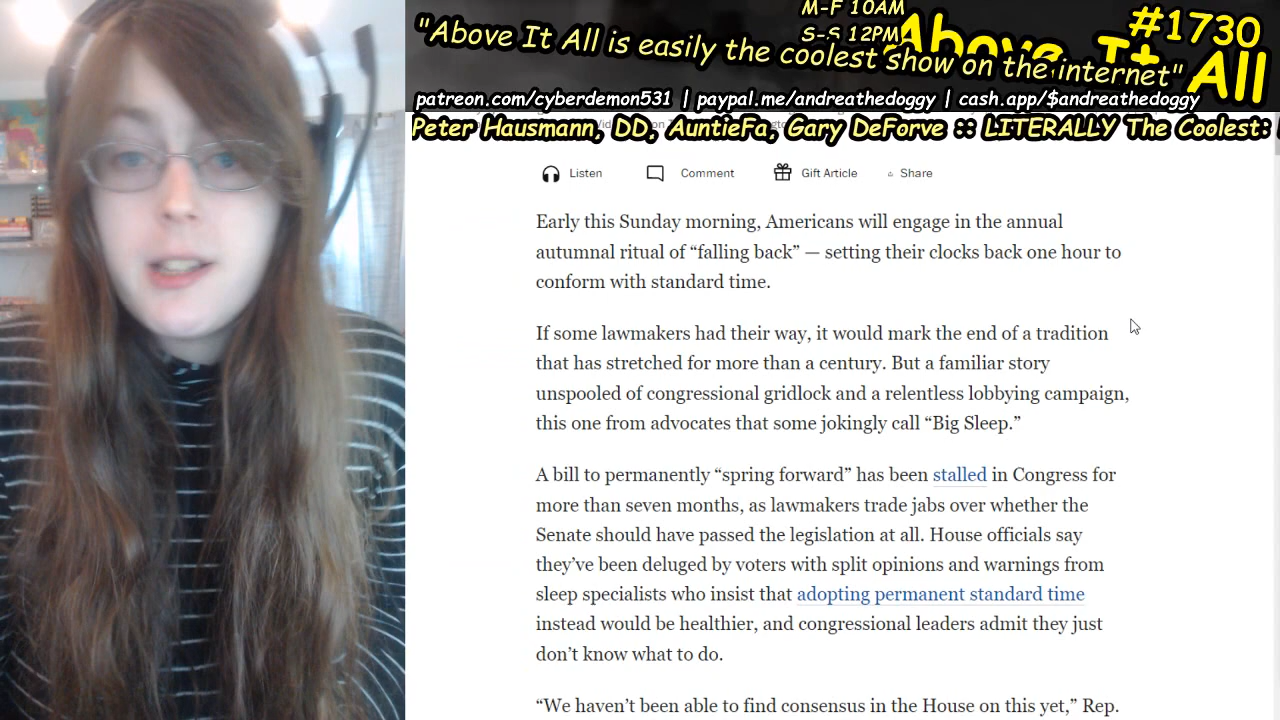 M-F 10AM
S-S 12PM
Above It All
#1730
"Above It All is easily the coolest show on the internet"
patreon.com/cyberdemon531 | paypal.me/andreathedoggy | cash.app/$andreathedoggy
Peter Hausmann, DD, AuntieFa, Gary DeForve :: LITERALLY The Coolest:
Listen
Comment
Gift Article
Share
Early this Sunday morning, Americans will engage in the annual
autumnal ritual of “falling back” — setting their clocks back one hour to
conform with standard time.
If some lawmakers had their way, it would mark the end of a tradition
that has stretched for more than a century. But a familiar story
unspooled of congressional gridlock and a relentless lobbying campaign,
this one from advocates that some jokingly call “Big Sleep.”
A bill to permanently “spring forward” has been stalled in Congress for
more than seven months, as lawmakers trade jabs over whether the
Senate should have passed the legislation at all. House officials say
they’ve been deluged by voters with split opinions and warnings from
sleep specialists who insist that adopting permanent standard time
instead would be healthier, and congressional leaders admit they just
don’t know what to do.
“We haven’t been able to find consensus in the House on this yet,” Rep.